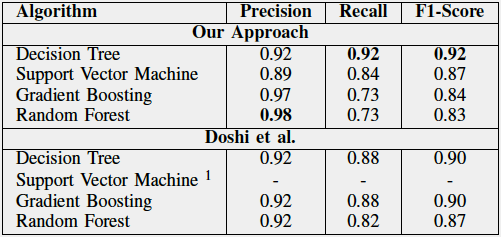 Algorithm Precision Recall F1-Score
Our Approach
Decision Tree 0.92 0.92 0.92
Support Vector Machine 0.89 0.84 0.87
Gradient Boosting 0.97 0.73 0.84
Random Forest 0.98 0.73 0.83
Doshi et al.
Decision Tree 0.92 0.88 0.90
Support Vector Machine 1 - - -
Gradient Boosting 0.92 0.88 0.90
Random Forest 0.92 0.82 0.87